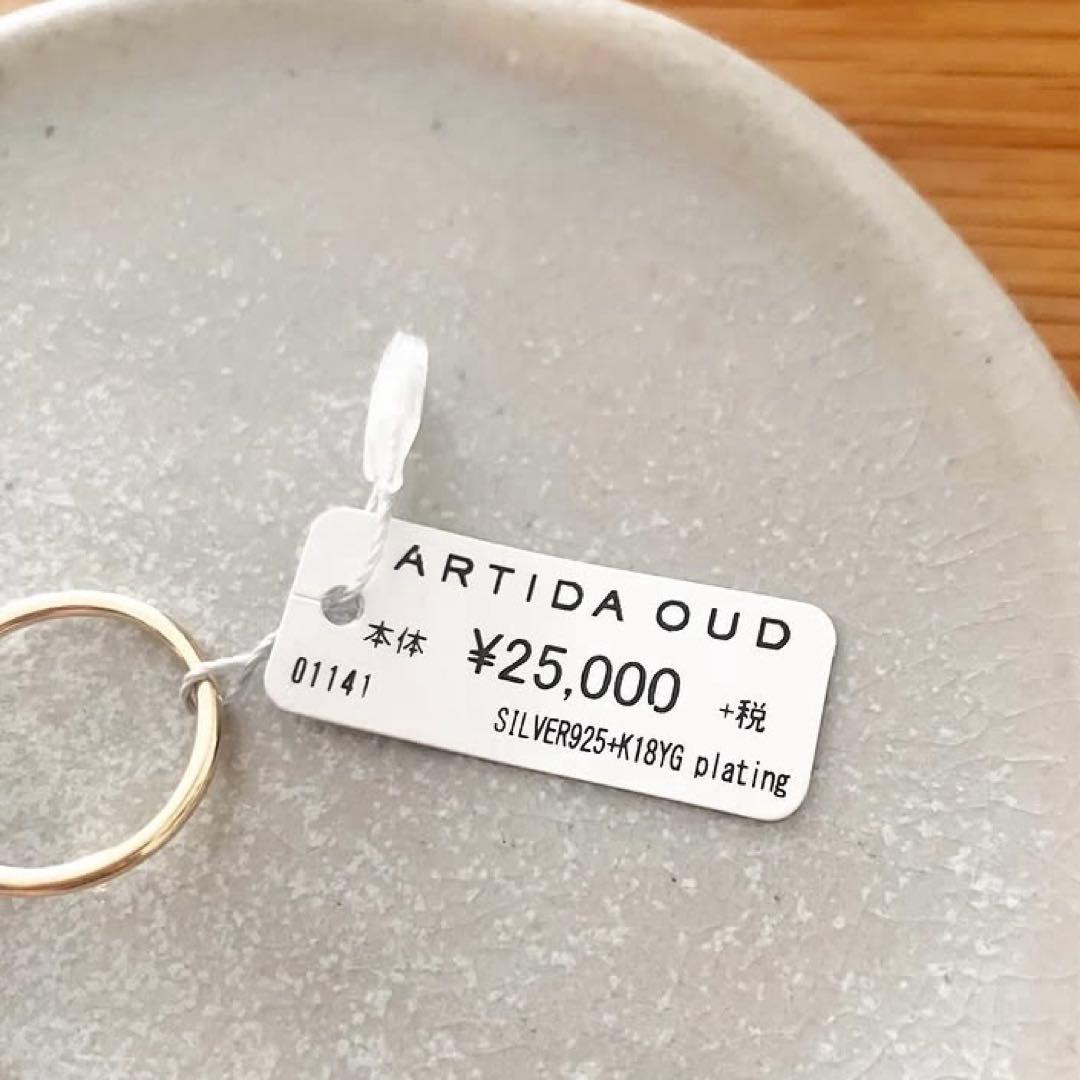 ARTIDA OUD
本体 ¥25,000 +税
01141
SILVER925+K18YG plating